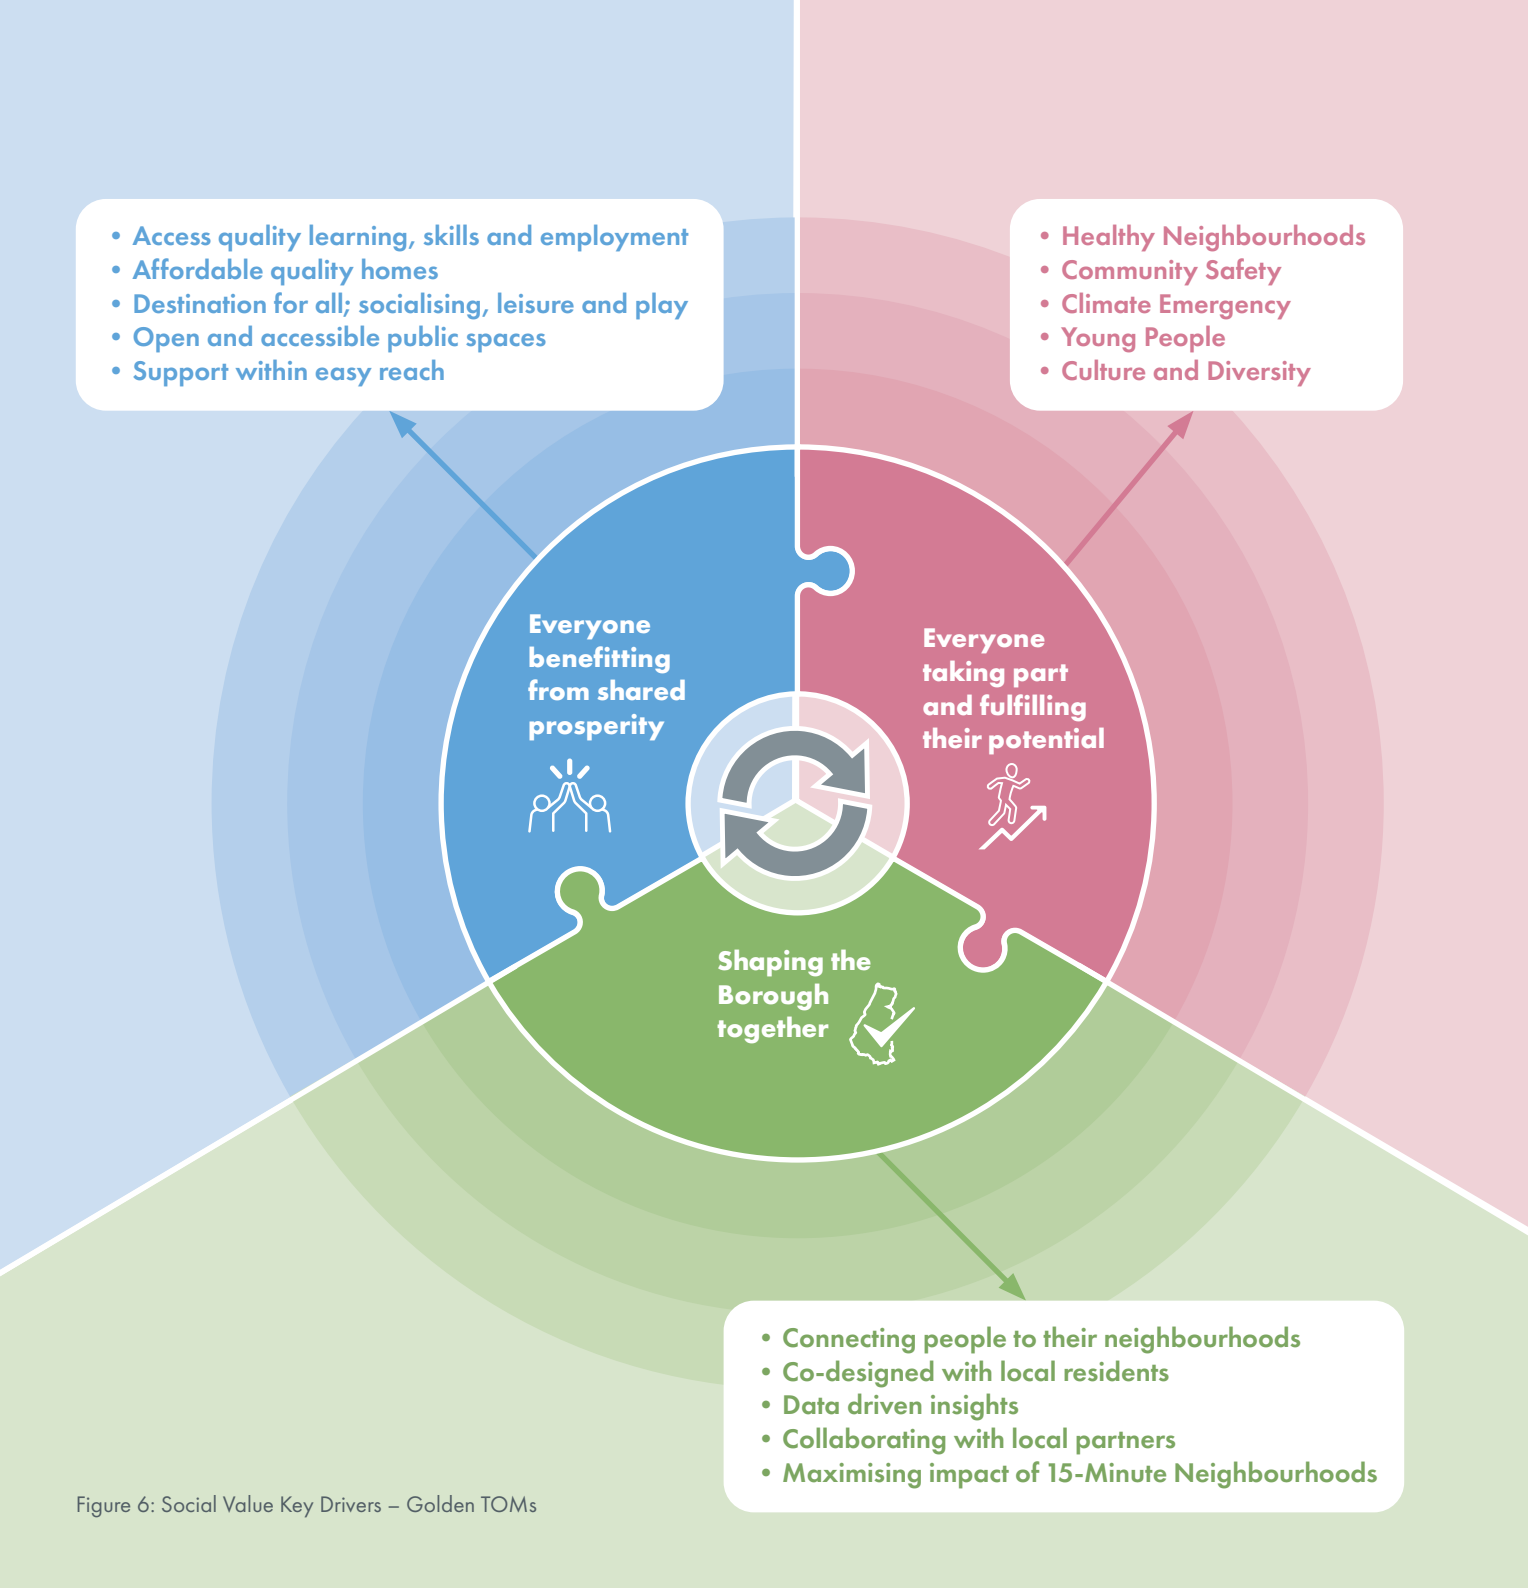 • Access quality learning, skills and employment
• Affordable quality homes
• Destination for all; socialising, leisure and play
• Open and accessible public spaces
• Support within easy reach
• Healthy Neighbourhoods
• Community Safety
• Climate Emergency
• Young People
• Culture and Diversity
Everyone
benefitting
from shared
prosperity
Everyone
taking part
and fulfilling
their potential
Shaping the
Borough
together
• Connecting people to their neighbourhoods
• Co-designed with local residents
• Data driven insights
• Collaborating with local partners
• Maximising impact of 15-Minute Neighbourhoods
Figure 6: Social Value Key Drivers – Golden TOMs